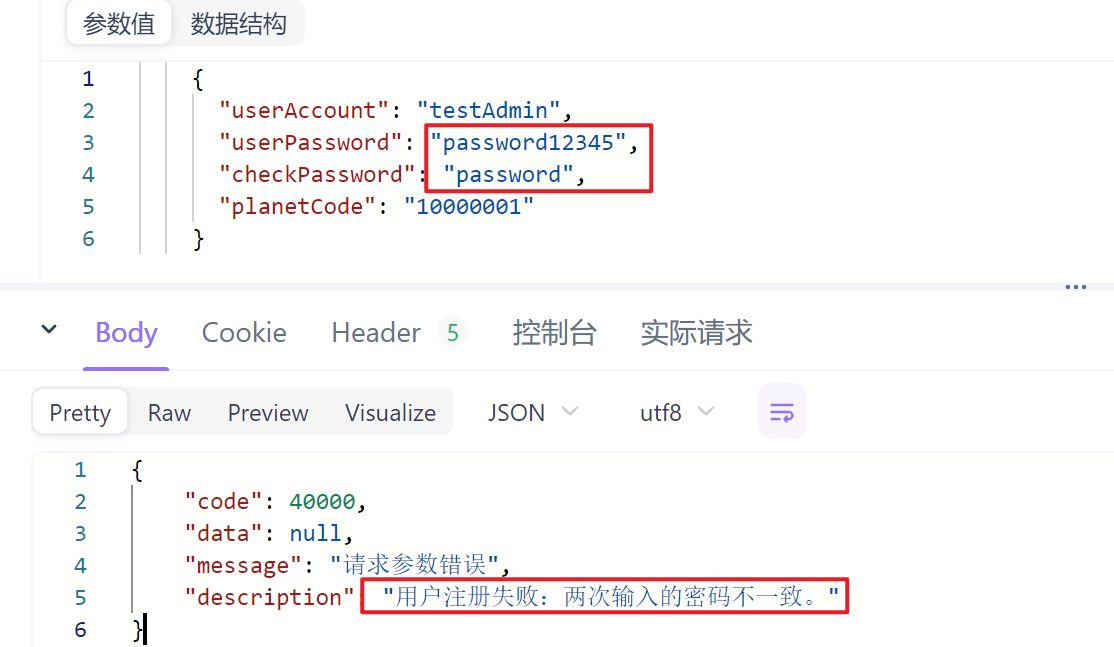 参数值 数据结构
1 {
2 "userAccount": "testAdmin",
3 "userPassword": "password12345",
4 "checkPassword": "password",
5 "planetCode": "10000001"
6 }
Body Cookie Header 5 控制台 实际请求
Pretty Raw Preview Visualize JSON utf8
1 {
2 "code": 40000,
3 "data": null,
4 "message": "请求参数错误",
5 "description": "用户注册失败：两次输入的密码不一致。"
6 }